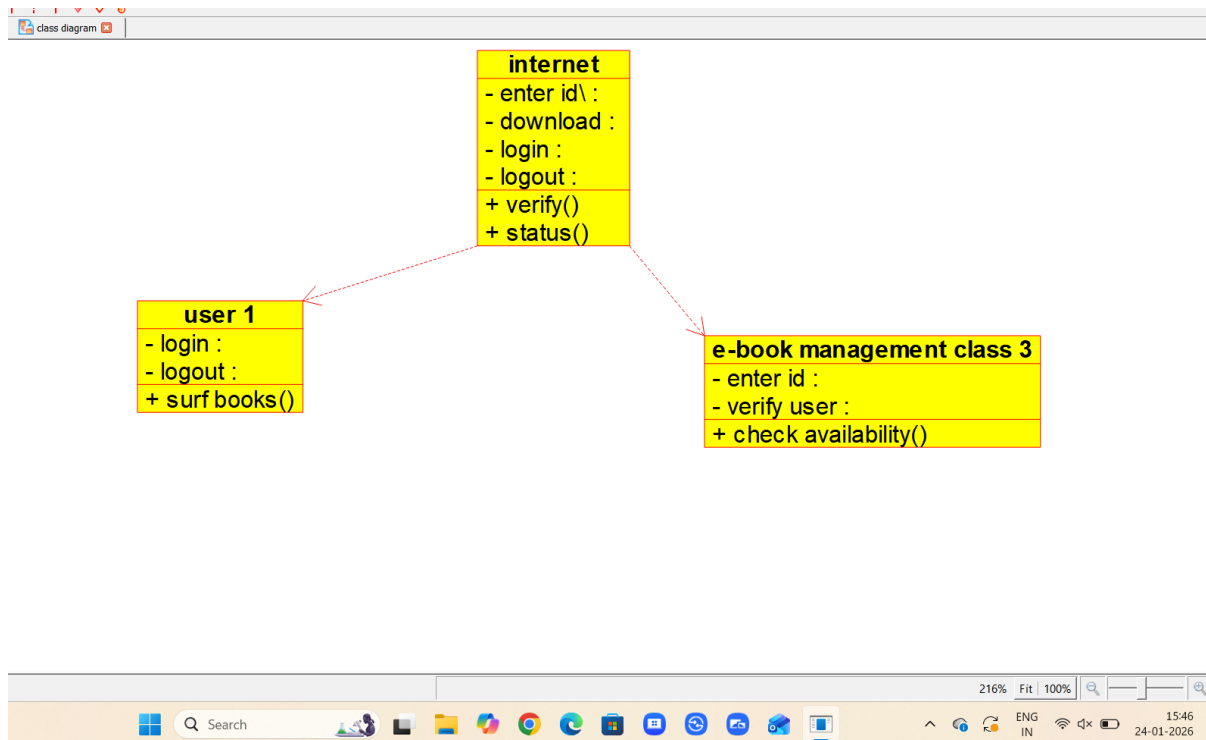 class diagram
internet
- enter id\ :
- download :
- login :
- logout :
+ verify()
+ status()
user 1
- login :
- logout :
+ surf books()
e-book management class 3
- enter id :
- verify user :
+ check availability()
216% Fit 100%
Search
ENG
IN
15:46
24-01-2026